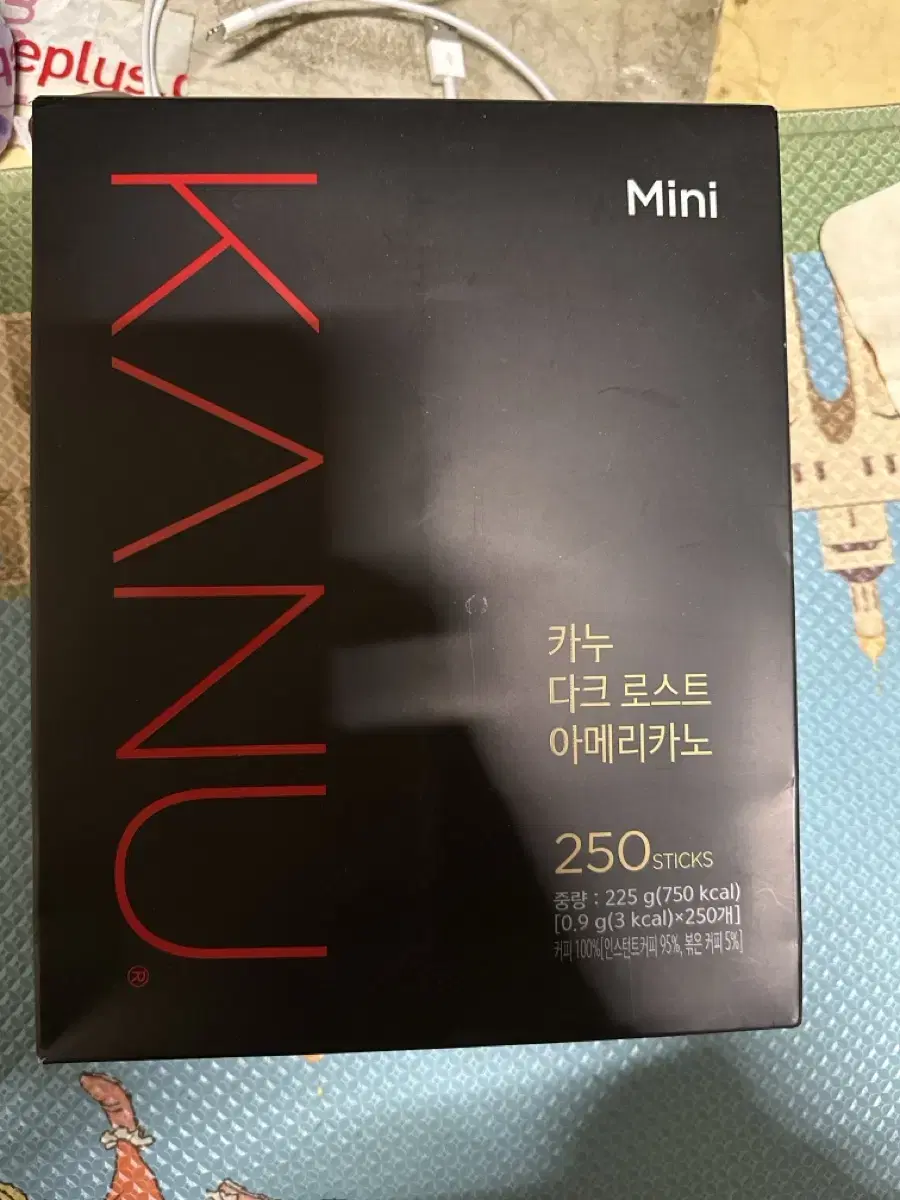 eplus.
KANU®
Mini
카누
다크 로스트
아메리카노
250 STICKS
중량 : 225 g(750 kcal)
[0.9 g(3 kcal)×250개]
커피 100%[인스턴트커피 95%, 볶은 커피 5%]